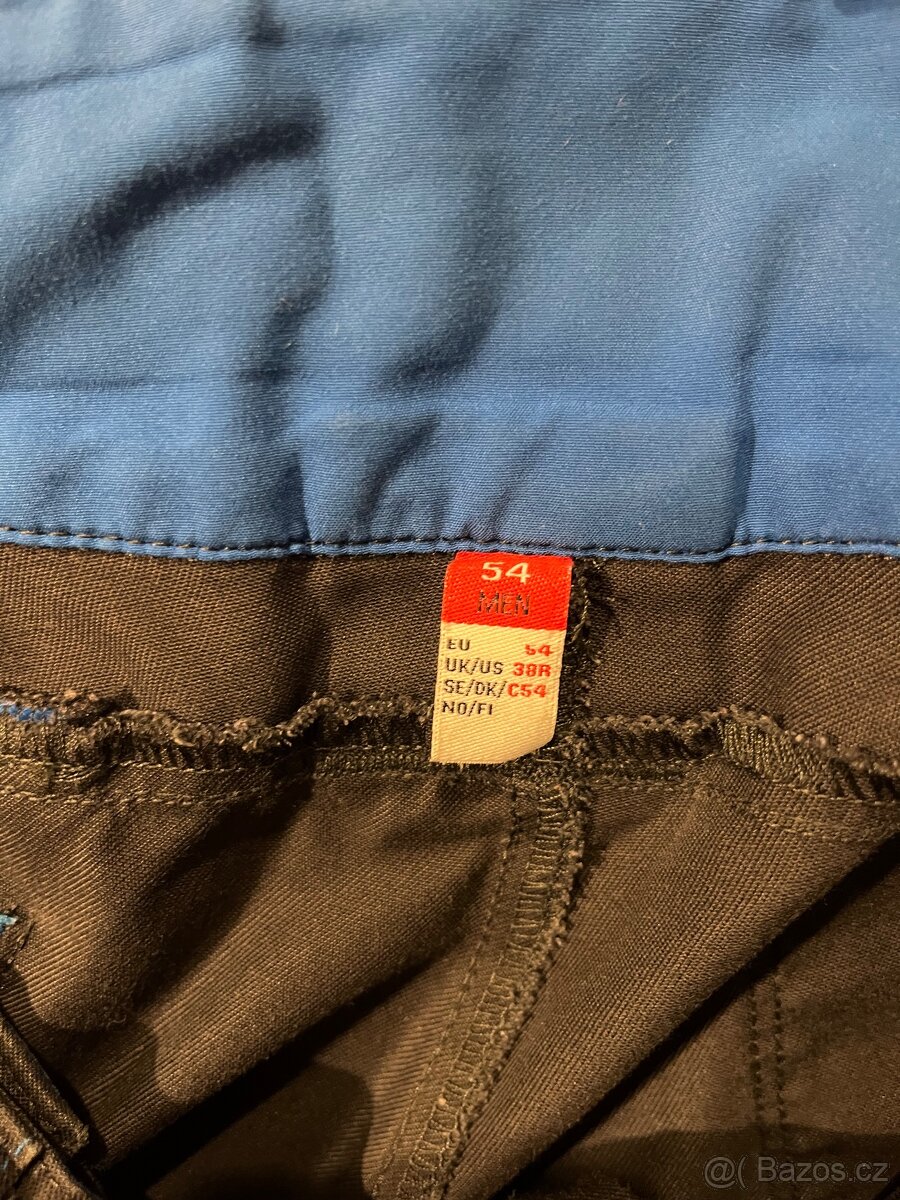 54
MEN
EU 54
UK/US 38R
SE/DK/ C54
NO/FI
@( Bazos.cz